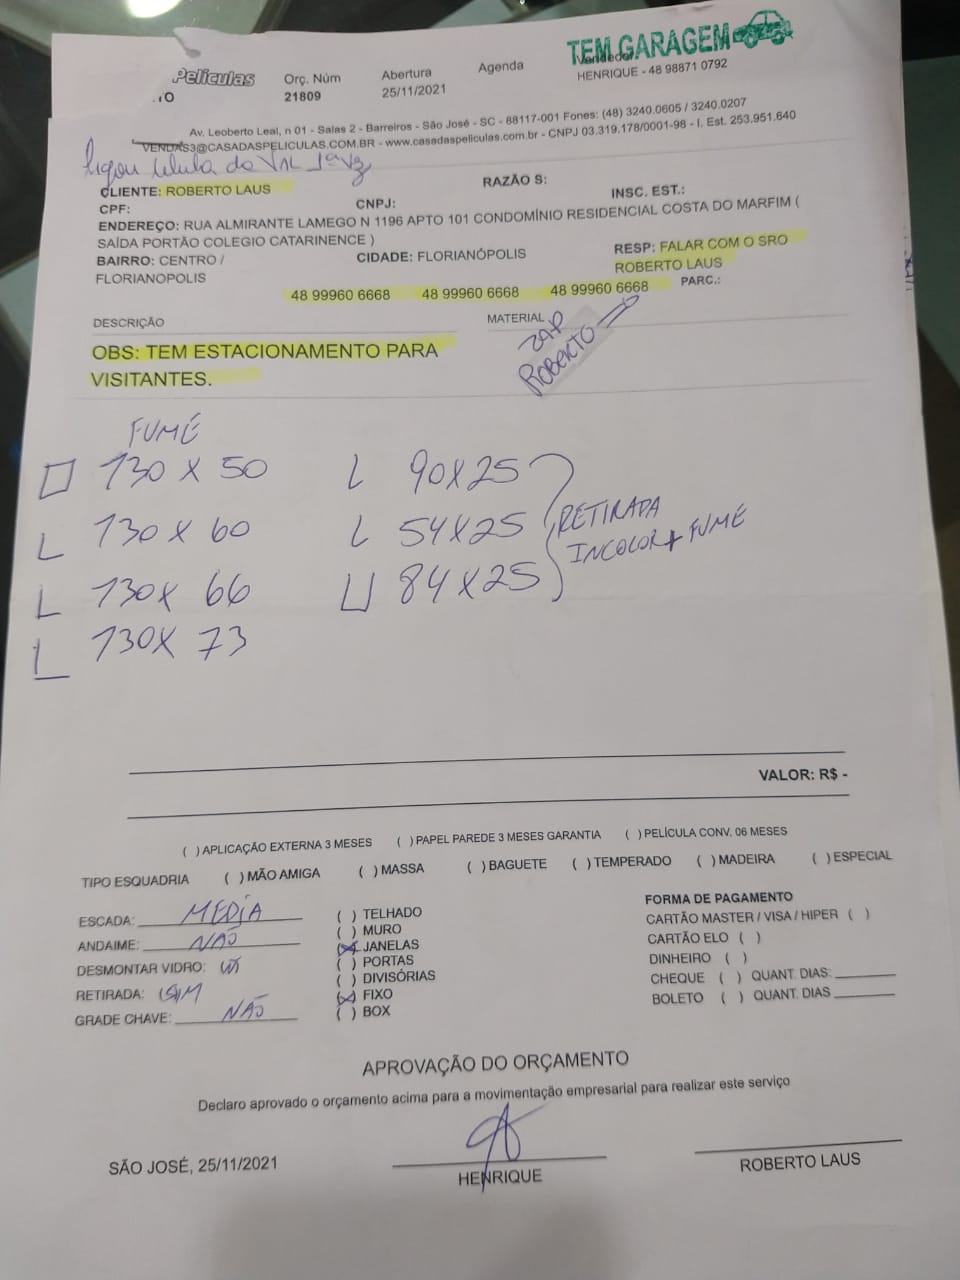 TEM GARAGEM
Películas Orç. Núm Abertura Agenda Vendedor
21809 25/11/2021 HENRIQUE - 48 98871 0792
Av. Leoberto Leal, n 01 - Salas 2 - Barreiros - São José - SC - 88117-001 Fones: (48) 3240.0605 / 3240.0207
VENDAS3@CASADASPELICULAS.COM.BR - www.casadaspeliculas.com.br - CNPJ 03.319.178/0001-98 - I. Est. 253.951.640
CLIENTE: ROBERTO LAUS RAZÃO S:
CPF: CNPJ: INSC. EST.:
ENDEREÇO: RUA ALMIRANTE LAMEGO N 1196 APTO 101 CONDOMÍNIO RESIDENCIAL COSTA DO MARFIM (
SAÍDA PORTÃO COLEGIO CATARINENCE )
BAIRRO: CENTRO / CIDADE: FLORIANÓPOLIS RESP: FALAR COM O SRO
FLORIANOPOLIS ROBERTO LAUS
48 99960 6668 48 99960 6668 48 99960 6668 PARC.:
DESCRIÇÃO MATERIAL
ZAP
ROBERTO
OBS: TEM ESTACIONAMENTO PARA
VISITANTES.
FUMÊ
130 X 50 90X25
130 X 60 54X25 RETIRADA
INCOLOR + FUMÊ
130X 66 84X25
130X 73
VALOR: R$ -
( ) APLICAÇÃO EXTERNA 3 MESES ( ) PAPEL PAREDE 3 MESES GARANTIA ( ) PELÍCULA CONV. 06 MESES
TIPO ESQUADRIA ( ) MÃO AMIGA ( ) MASSA ( ) BAGUETE ( ) TEMPERADO ( ) MADEIRA ( ) ESPECIAL
ESCADA: MEDIA
ANDAIME: NÃO
DESMONTAR VIDRO:
RETIRADA: SIM
GRADE CHAVE: NÃO
( ) TELHADO
( ) MURO
(X) JANELAS
( ) PORTAS
( ) DIVISÓRIAS
(X) FIXO
( ) BOX
FORMA DE PAGAMENTO
CARTÃO MASTER / VISA / HIPER ( )
CARTÃO ELO ( )
DINHEIRO ( )
CHEQUE ( ) QUANT. DIAS:
BOLETO ( ) QUANT. DIAS
APROVAÇÃO DO ORÇAMENTO
Declaro aprovado o orçamento acima para a movimentação empresarial para realizar este serviço
SÃO JOSÉ, 25/11/2021
HENRIQUE
ROBERTO LAUS